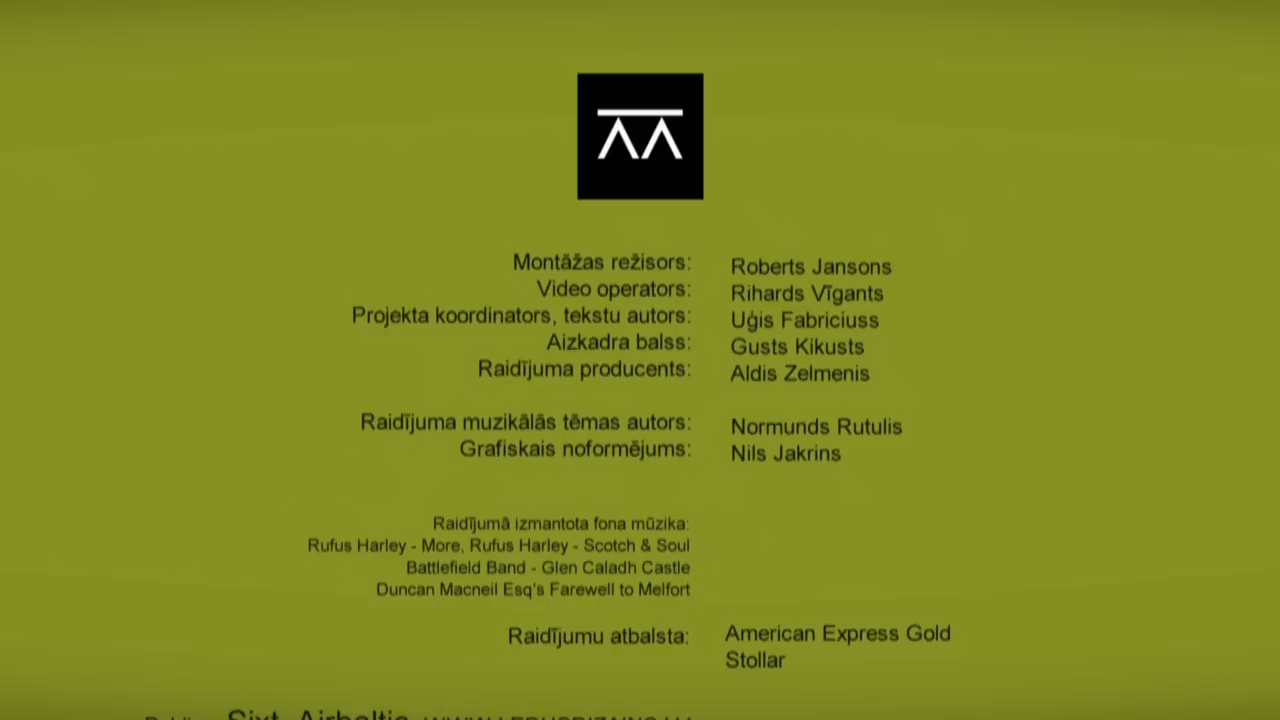 Montāžas režisors: Roberts Jansons
Video operators: Rihards Vīgants
Projekta koordinators, tekstu autors: Uģis Fabriciuss
Aizkadra balss: Gusts Kikusts
Raidījuma producents: Aldis Zelmenis
Raidījuma muzikālās tēmas autors: Normunds Rutulis
Grafiskais noformējums: Nils Jakrins
Raidījumā izmantota fona mūzika:
Rufus Harley - More, Rufus Harley - Scotch & Soul
Battlefield Band - Glen Caladh Castle
Duncan Macneil Esq's Farewell to Melfort
Raidījumu atbalsta: American Express Gold
Stollar
Sixt, Airbaltic